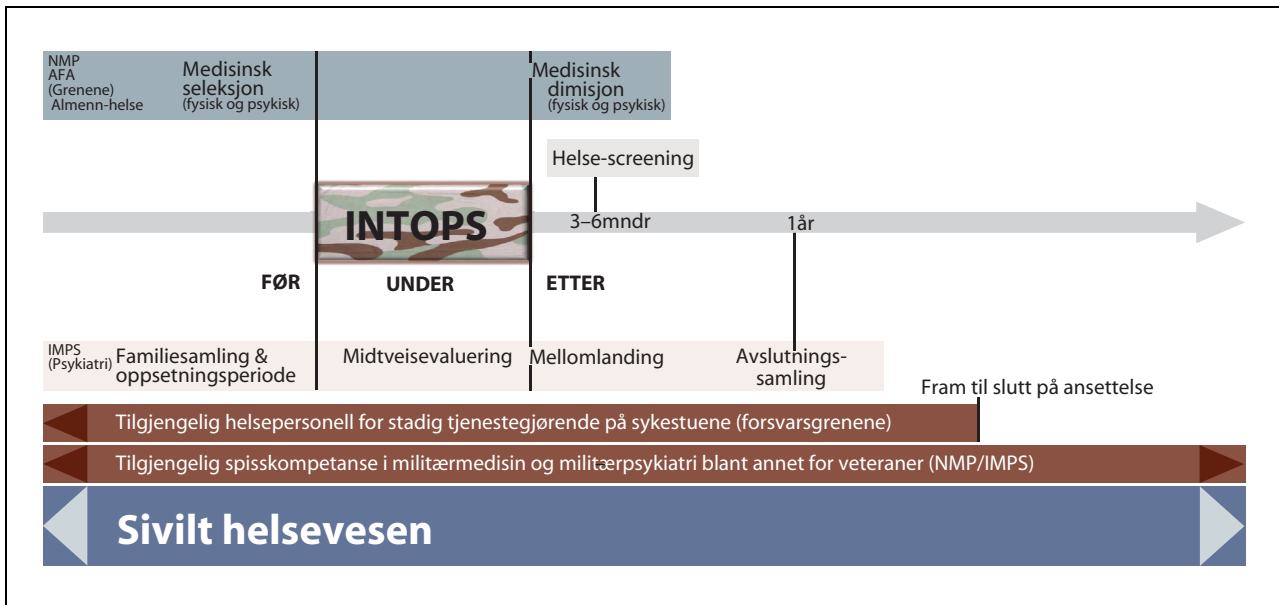 NMP
AFA
(Grenene)
Almenn-helse
Medisinsk
seleksjon
(fysisk og psykisk)
Medisinsk
dimisjon
(fysisk og psykisk)
Helse-screening
INTOPS
3–6mndr
1år
FØR
UNDER
ETTER
IMPS
(Psykiatri)
Familiesamling &
oppsetningsperiode
Midtveisevaluering
Mellomlanding
Avslutnings-
samling
Fram til slutt på ansettelse
Tilgjengelig helsepersonell for stadig tjenestegjørende på sykestuene (forsvarsgrenene)
Tilgjengelig spisskompetanse i militærmedisin og militærpsykiatri blant annet for veteraner (NMP/IMPS)
Sivilt helsevesen